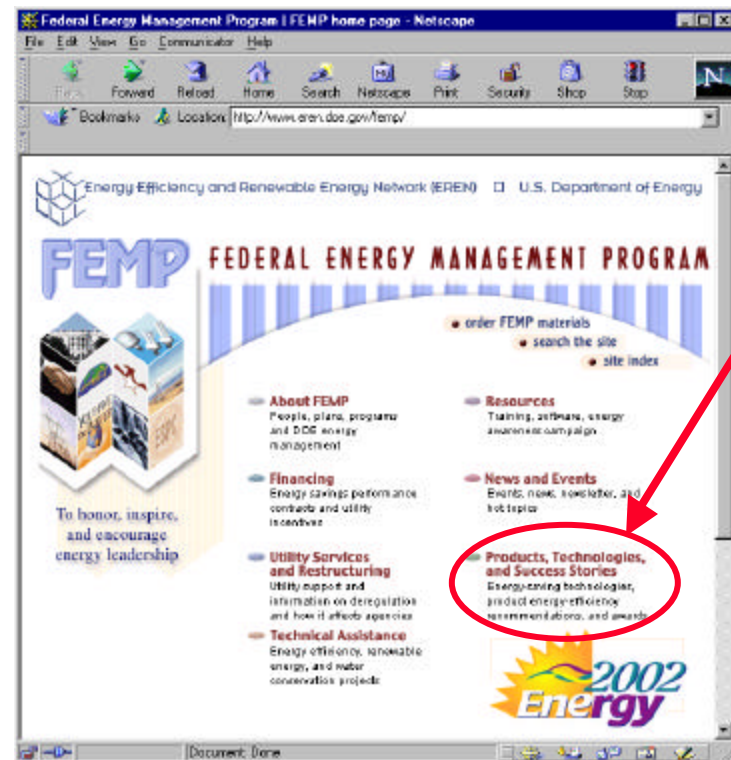 Federal Energy Management Program | FEMP home page - Netscape
File Edit View Go Communicator Help
Back Forward Reload Home Search Netscape Print Security Shop Stop
N
Bookmarks Location: http://www.eren.doe.gov/femp/
Energy Efficiency and Renewable Energy Network (EREN) U.S. Department of Energy
FEMP FEDERAL ENERGY MANAGEMENT PROGRAM
order FEMP materials
search the site
site index
About FEMP
People, plans, programs
and DOE energy
management
Resources
Training, software, energy
awareness campaign
Financing
Energy savings performance
contracts and utility
incentives
News and Events
Events, news, newsletter, and
hot topics
To honor, inspire,
and encourage
energy leadership
Utility Services
and Restructuring
Utility support and
information on deregulation
and how it affects agencies
Products, Technologies,
and Success Stories
Energy-saving technologies,
product energy-efficiency
recommendations, and awards
Technical Assistance
Energy efficiency, renewable
energy, and water
conservation projects
2002
Energy
Document: Done